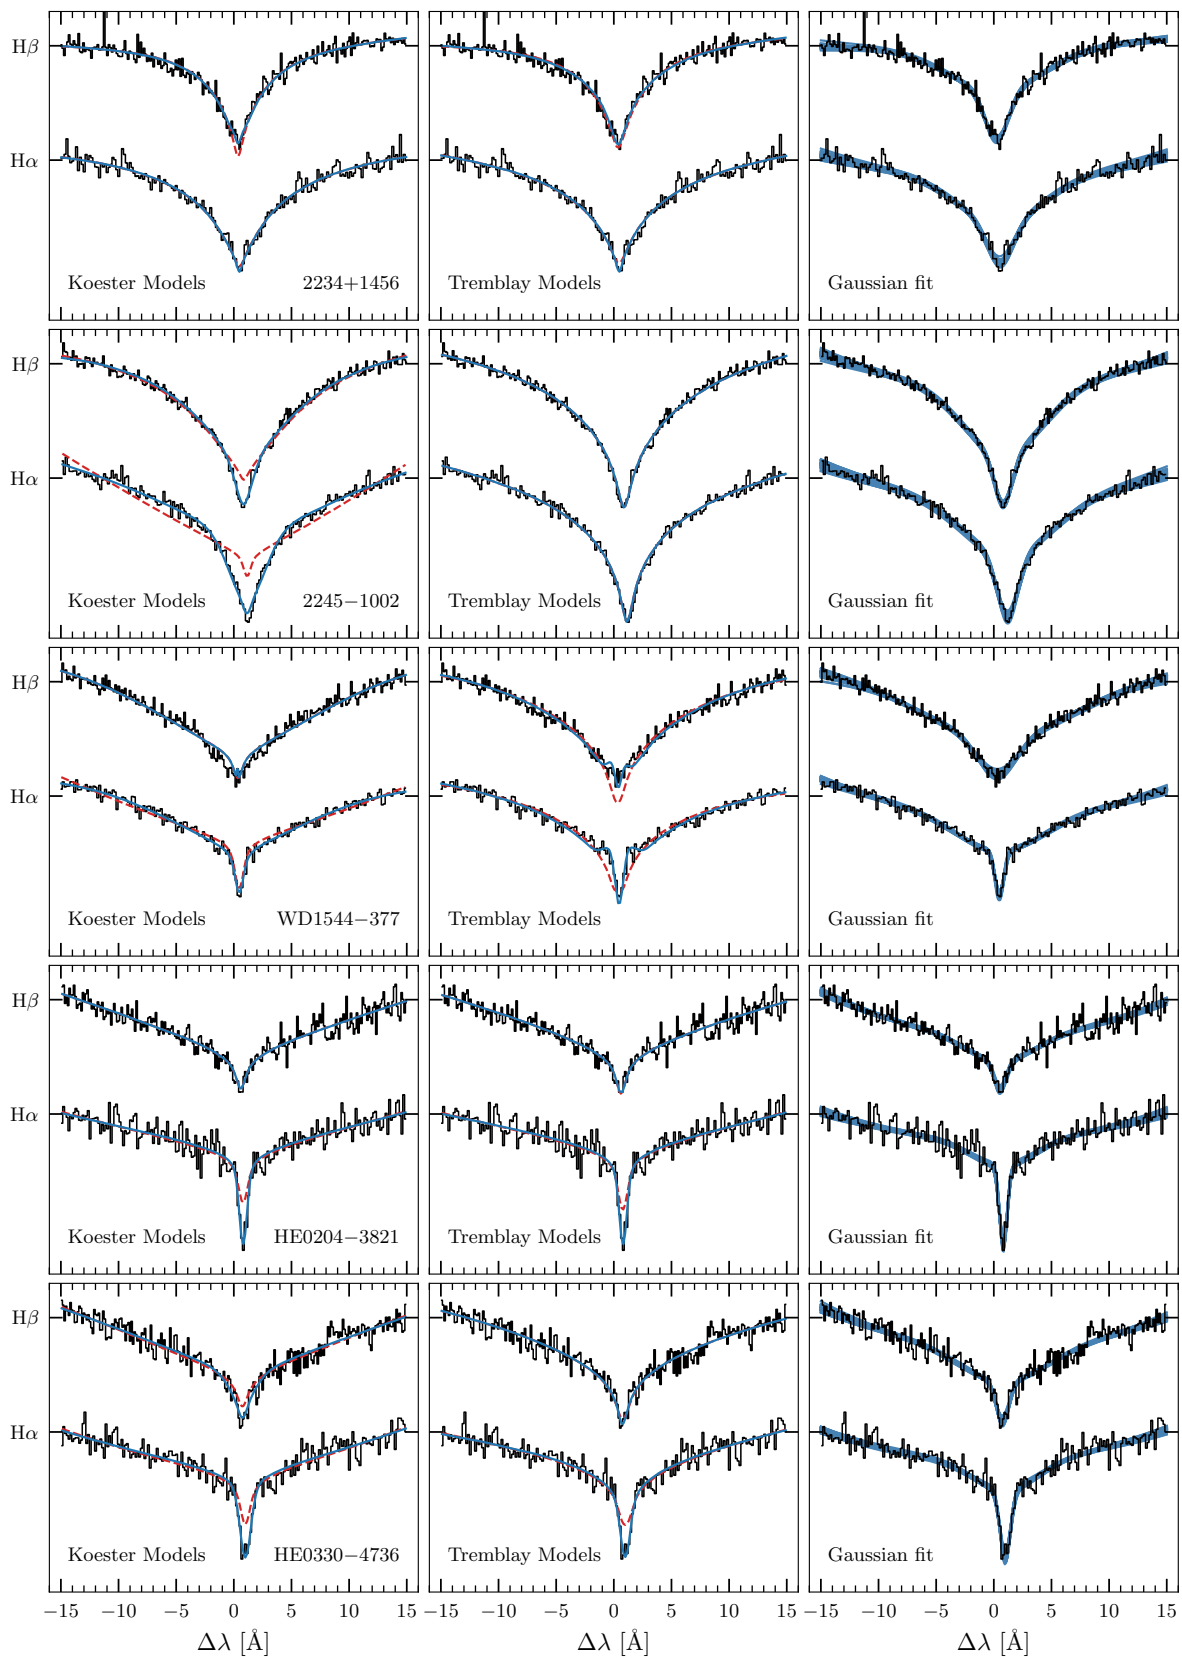 Hβ
Hα
Koester Models 2234+1456 Tremblay Models Gaussian fit
Hβ
Hα
Koester Models 2245−1002 Tremblay Models Gaussian fit
Hβ
Hα
Koester Models WD1544−377 Tremblay Models Gaussian fit
Hβ
Hα
Koester Models HE0204−3821 Tremblay Models Gaussian fit
Hβ
Hα
Koester Models HE0330−4736 Tremblay Models Gaussian fit
−15 −10 −5 0 5 10 15 −15 −10 −5 0 5 10 15 −15 −10 −5 0 5 10 15
Δλ [Å] Δλ [Å] Δλ [Å]